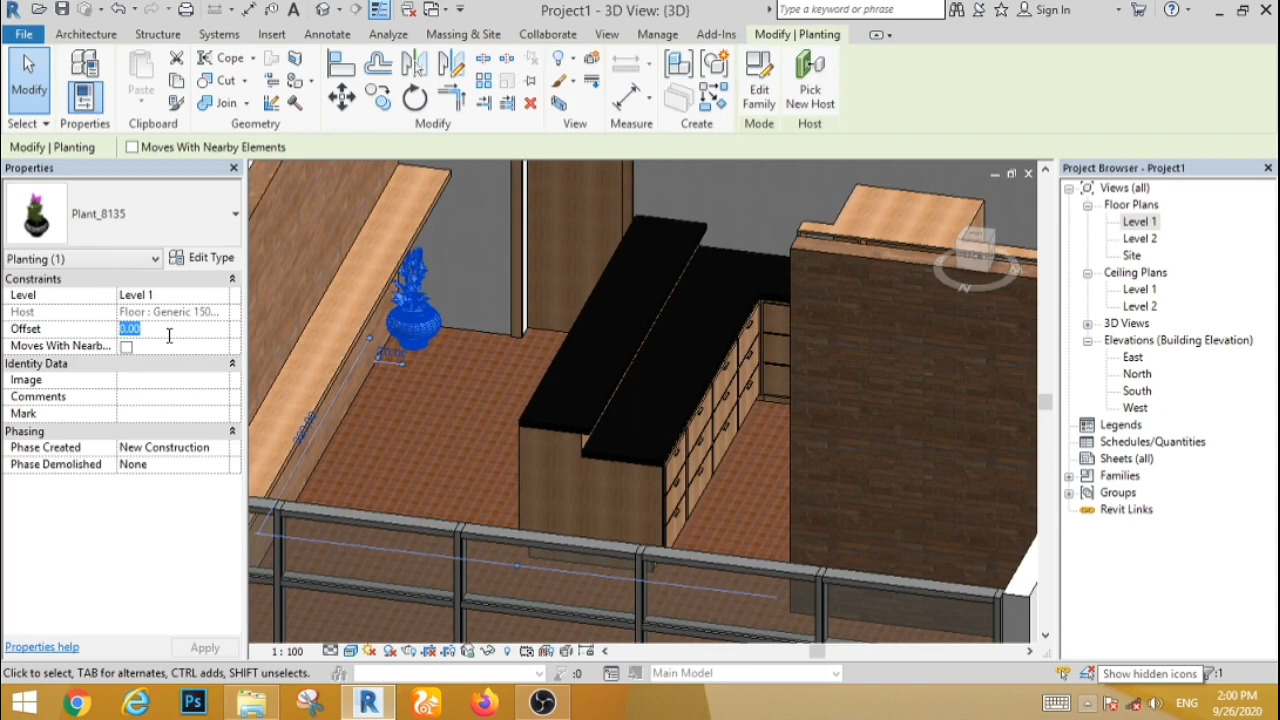 Project1 - 3D View: {3D}
Type a keyword or phrase
Sign In
File
Architecture
Structure
Systems
Insert
Annotate
Analyze
Massing & Site
Collaborate
View
Manage
Add-Ins
Modify | Planting
Modify
Paste
Cope
Cut
Join
Edit Family
Pick New Host
Select
Properties
Clipboard
Geometry
Modify
View
Measure
Create
Mode
Host
Modify | Planting
Moves With Nearby Elements
Properties
Plant_8135
Planting (1)
Edit Type
Constraints
Level Level 1
Host Floor : Generic 150...
Offset 0.00
Moves With Nearb...
Identity Data
Image
Comments
Mark
Phasing
Phase Created New Construction
Phase Demolished None
Properties help
Apply
Project Browser - Project1
Views (all)
Floor Plans
Level 1
Level 2
Site
Ceiling Plans
Level 1
Level 2
3D Views
Elevations (Building Elevation)
East
North
South
West
Legends
Schedules/Quantities
Sheets (all)
Families
Groups
Revit Links
1 : 100
Click to select, TAB for alternates, CTRL adds, SHIFT unselects.
:0
Main Model
Show hidden icons
:1
ENG
2:00 PM
9/26/2020